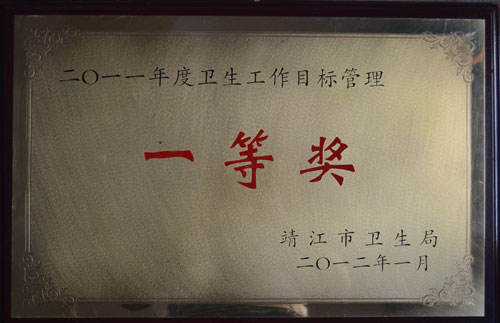 二〇一一年度卫生工作目标管理
一等奖
靖江市卫生局
二〇一二年一月